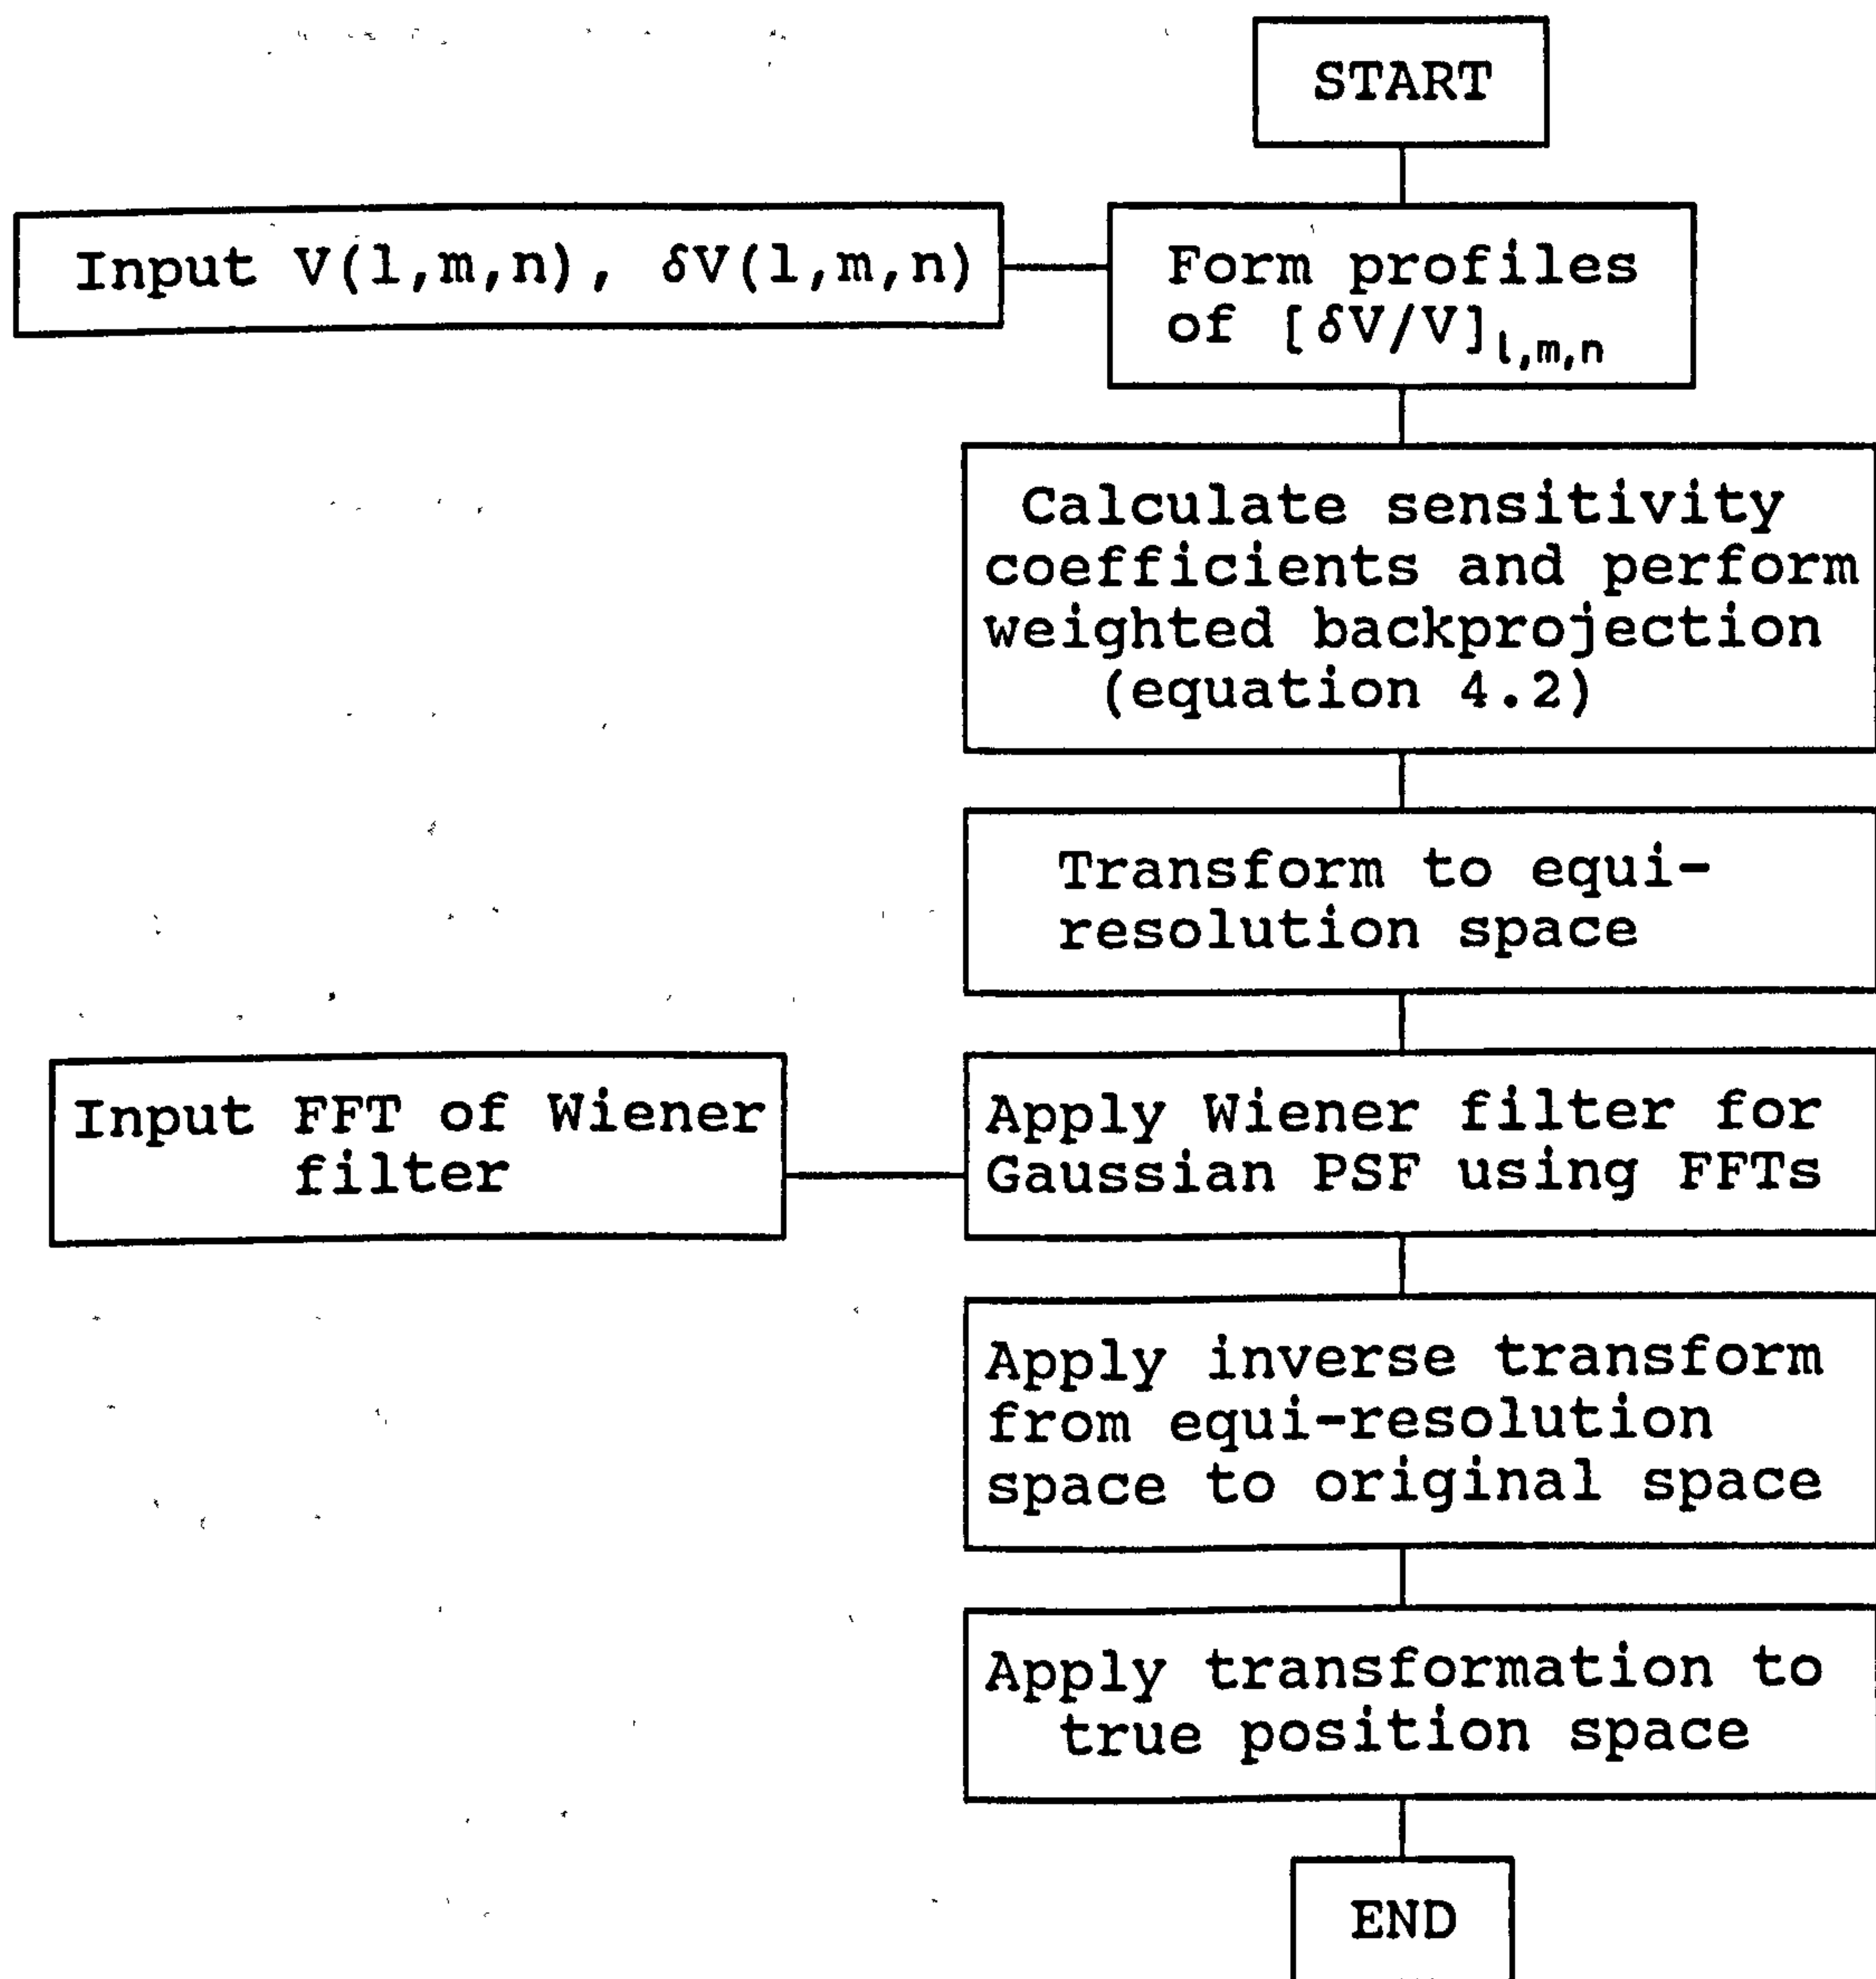 START
Input V(l,m,n), δV(l,m,n)
Form profiles
of [δV/V]l,m,n
Calculate sensitivity
coefficients and perform
weighted backprojection
(equation 4.2)
Transform to equi-
resolution space
Input FFT of Wiener
filter
Apply Wiener filter for
Gaussian PSF using FFTs
Apply inverse transform
from equi-resolution
space to original space
Apply transformation to
true position space
END